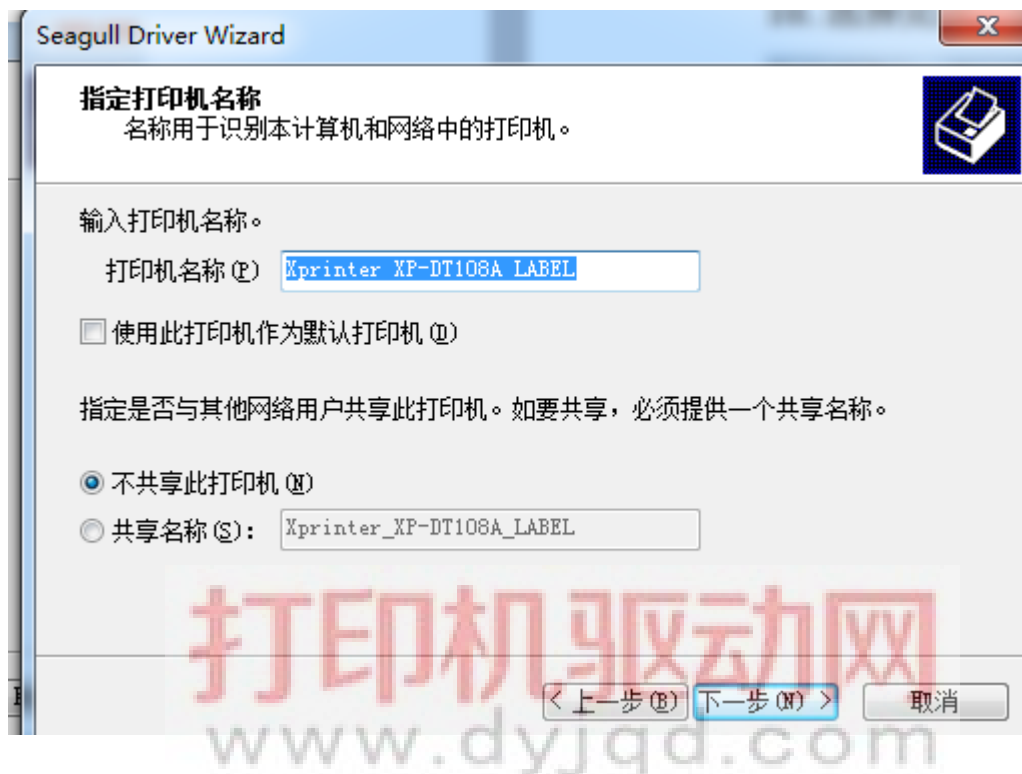 Seagull Driver Wizard
指定打印机名称
名称用于识别本计算机和网络中的打印机。
输入打印机名称。
打印机名称(P) Xprinter XP-DT108A LABEL
使用此打印机作为默认打印机(D)
指定是否与其他网络用户共享此打印机。如要共享，必须提供一个共享名称。
不共享此打印机(N)
共享名称(S)： Xprinter_XP-DT108A_LABEL
打印机驱动网
< 上一步(B) 下一步(N) > 取消
www.dyjqd.com